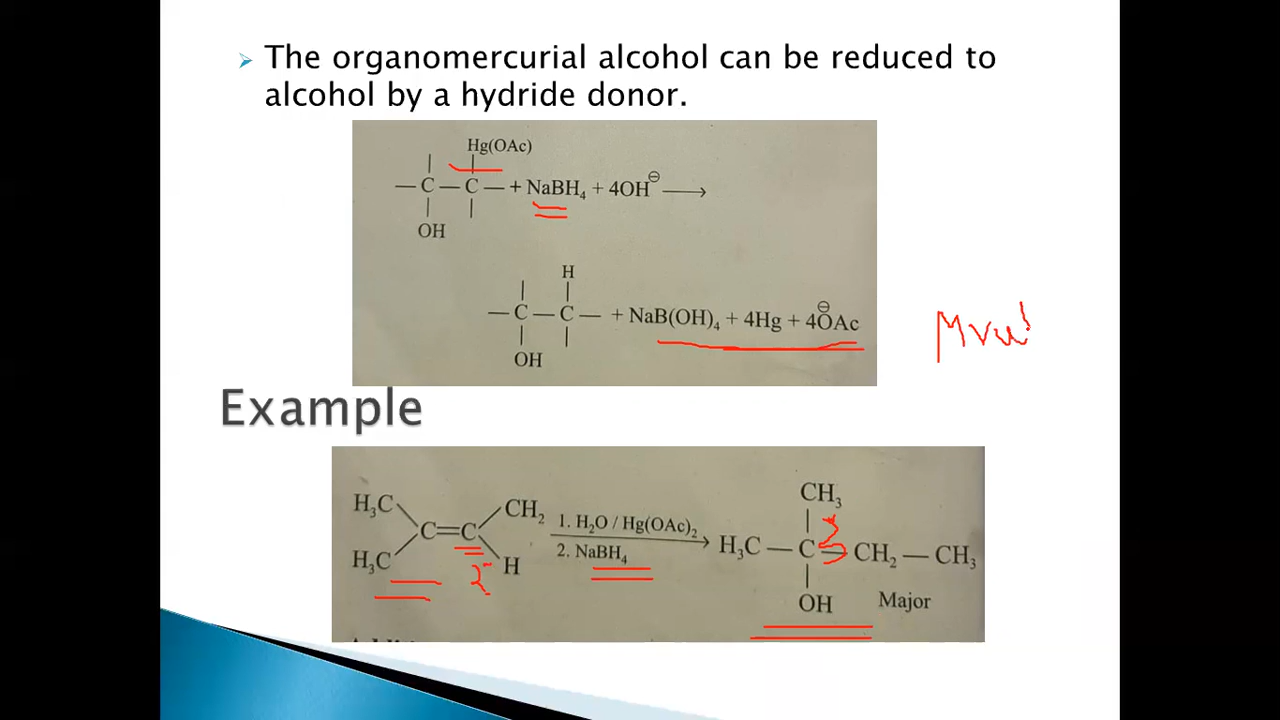 The organomercurial alcohol can be reduced to
alcohol by a hydride donor.
Hg(OAc)
— C — C — + NaBH₄ + 4OH⊖ ⟶
OH
H
— C — C — + NaB(OH)₄ + 4Hg + 4O⊖Ac
OH
Example
H₃C CH₂
C=C
H₃C H
1. H₂O / Hg(OAc)₂
2. NaBH₄
CH₃
H₃C — C — CH₂ — CH₃
OH Major